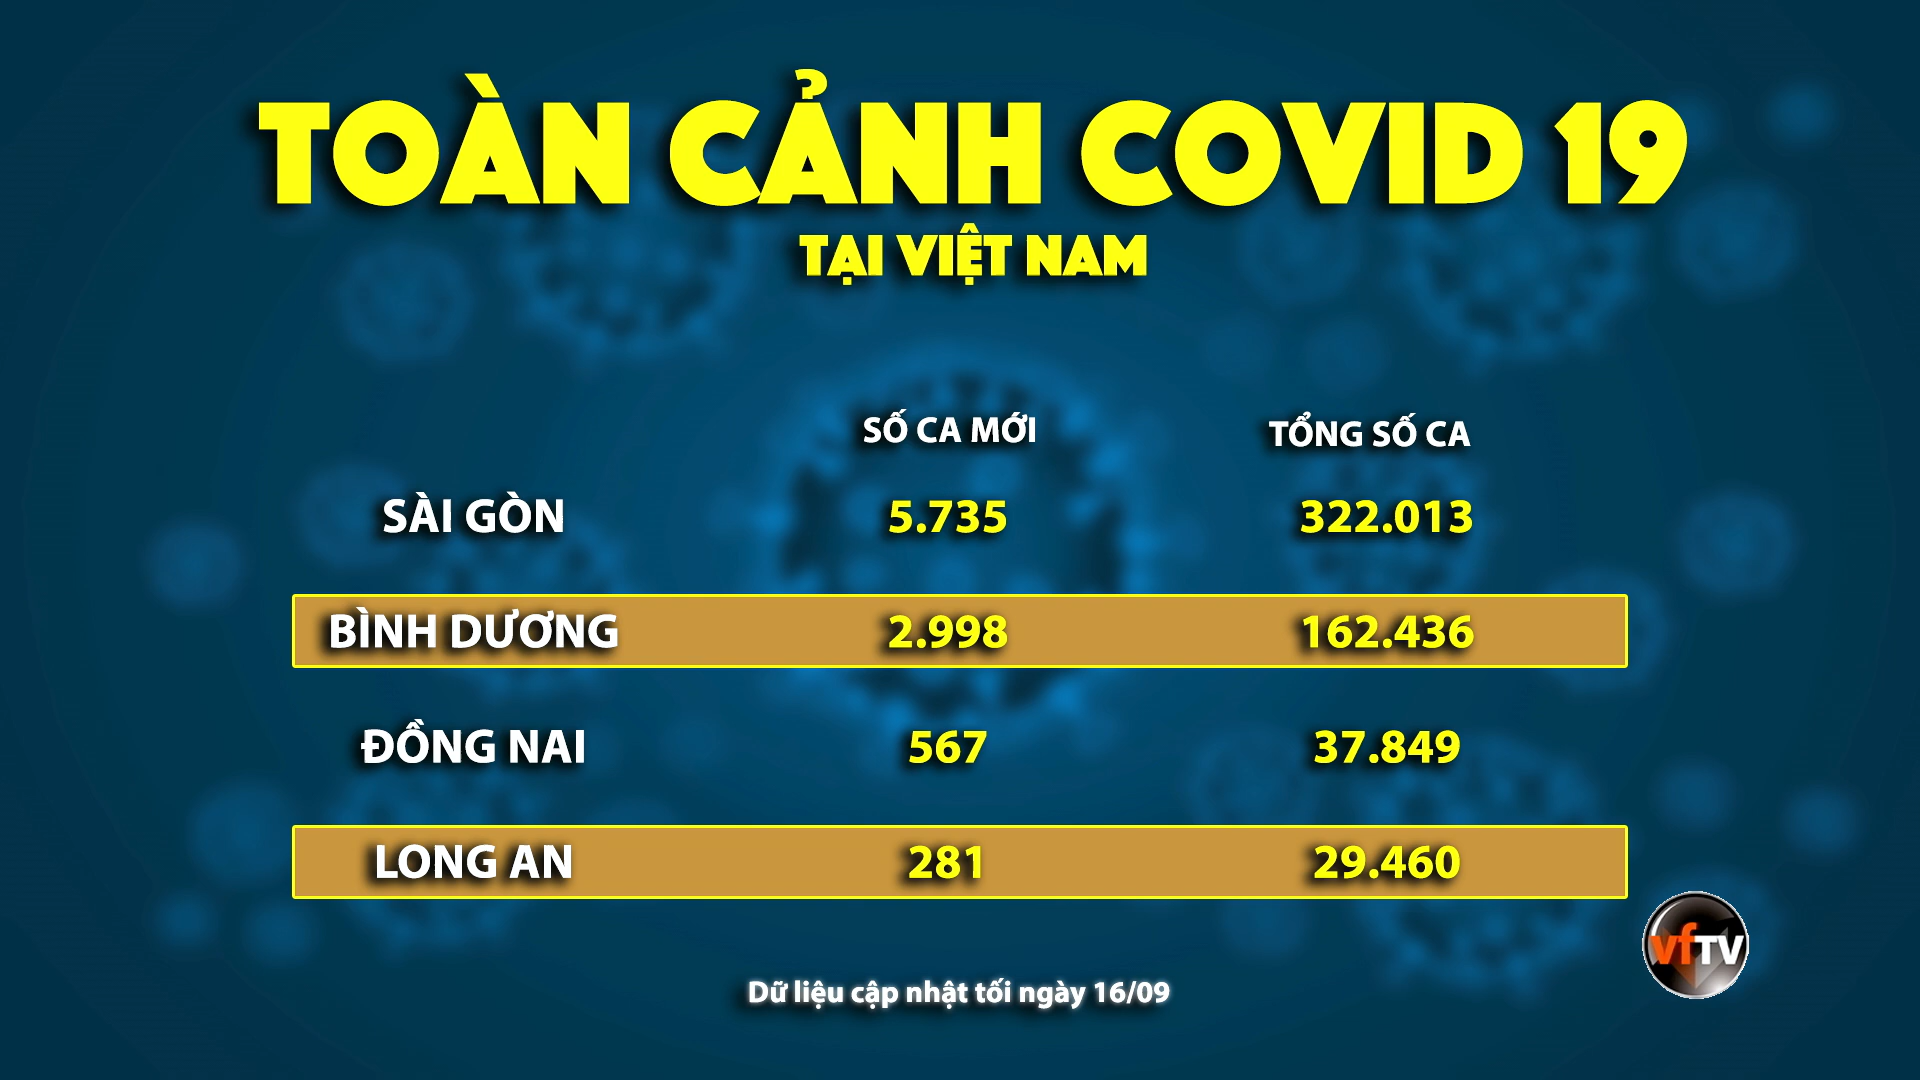 TOÀN CẢNH COVID 19
TẠI VIỆT NAM
SỐ CA MỚI TỔNG SỐ CA
SÀI GÒN 5.735 322.013
BÌNH DƯƠNG 2.998 162.436
ĐỒNG NAI 567 37.849
LONG AN 281 29.460
vfTV
Dữ liệu cập nhật tối ngày 16/09